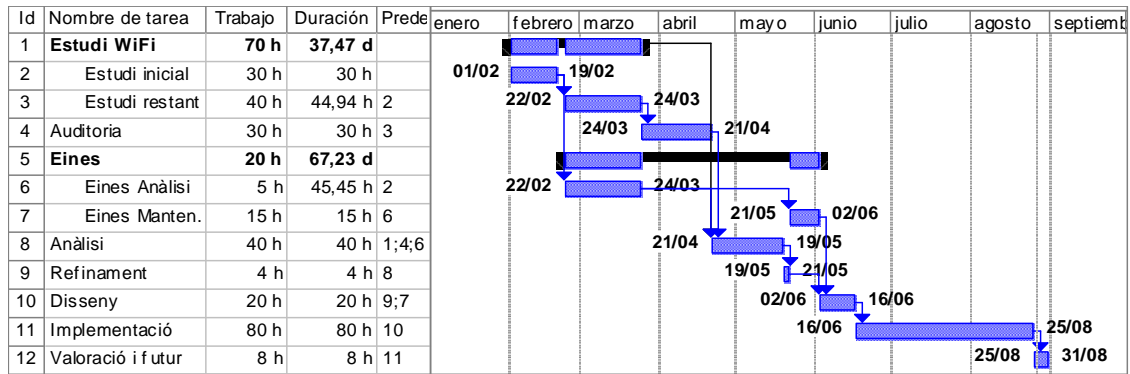 Id Nombre de tarea Trabajo Duración Prede enero febrero marzo abril mayo junio julio agosto septiemb
1 Estudi WiFi 70 h 37,47 d
2 Estudi inicial 30 h 30 h 01/02 19/02
3 Estudi restant 40 h 44,94 h 2 22/02 24/03
4 Auditoria 30 h 30 h 3 24/03 21/04
5 Eines 20 h 67,23 d
6 Eines Anàlisi 5 h 45,45 h 2 22/02 24/03
7 Eines Manten. 15 h 15 h 6 21/05 02/06
8 Anàlisi 40 h 40 h 1;4;6 21/04 19/05
9 Refinament 4 h 4 h 8 19/05 21/05
10 Disseny 20 h 20 h 9;7 02/06 16/06
11 Implementació 80 h 80 h 10 16/06 25/08
12 Valoració i futur 8 h 8 h 11 25/08 31/08